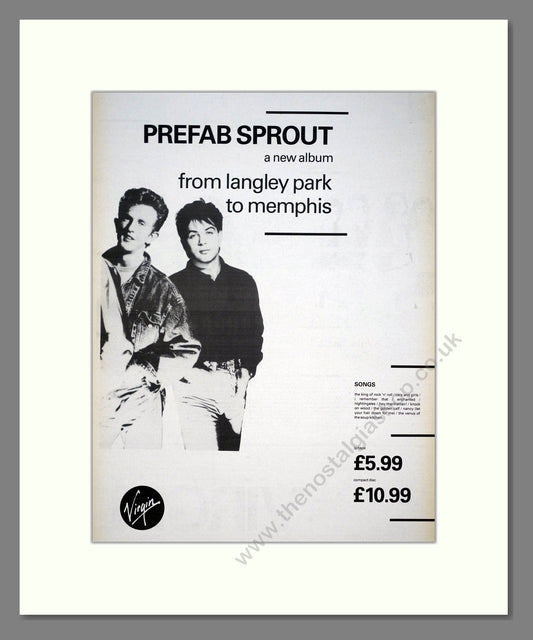 PREFAB SPROUT
a new album
from langley park
to memphis
SONGS
the king of rock 'n' roll / cars and girls /
i remember that / enchanted /
nightingales / hey manhattan! / knock
on wood / the golden calf / nancy (let
your hair down for me) / the venus of
the soup kitchen
£5.99
compact disc
£10.99
Virgin
www.thenostalgiashop.co.uk